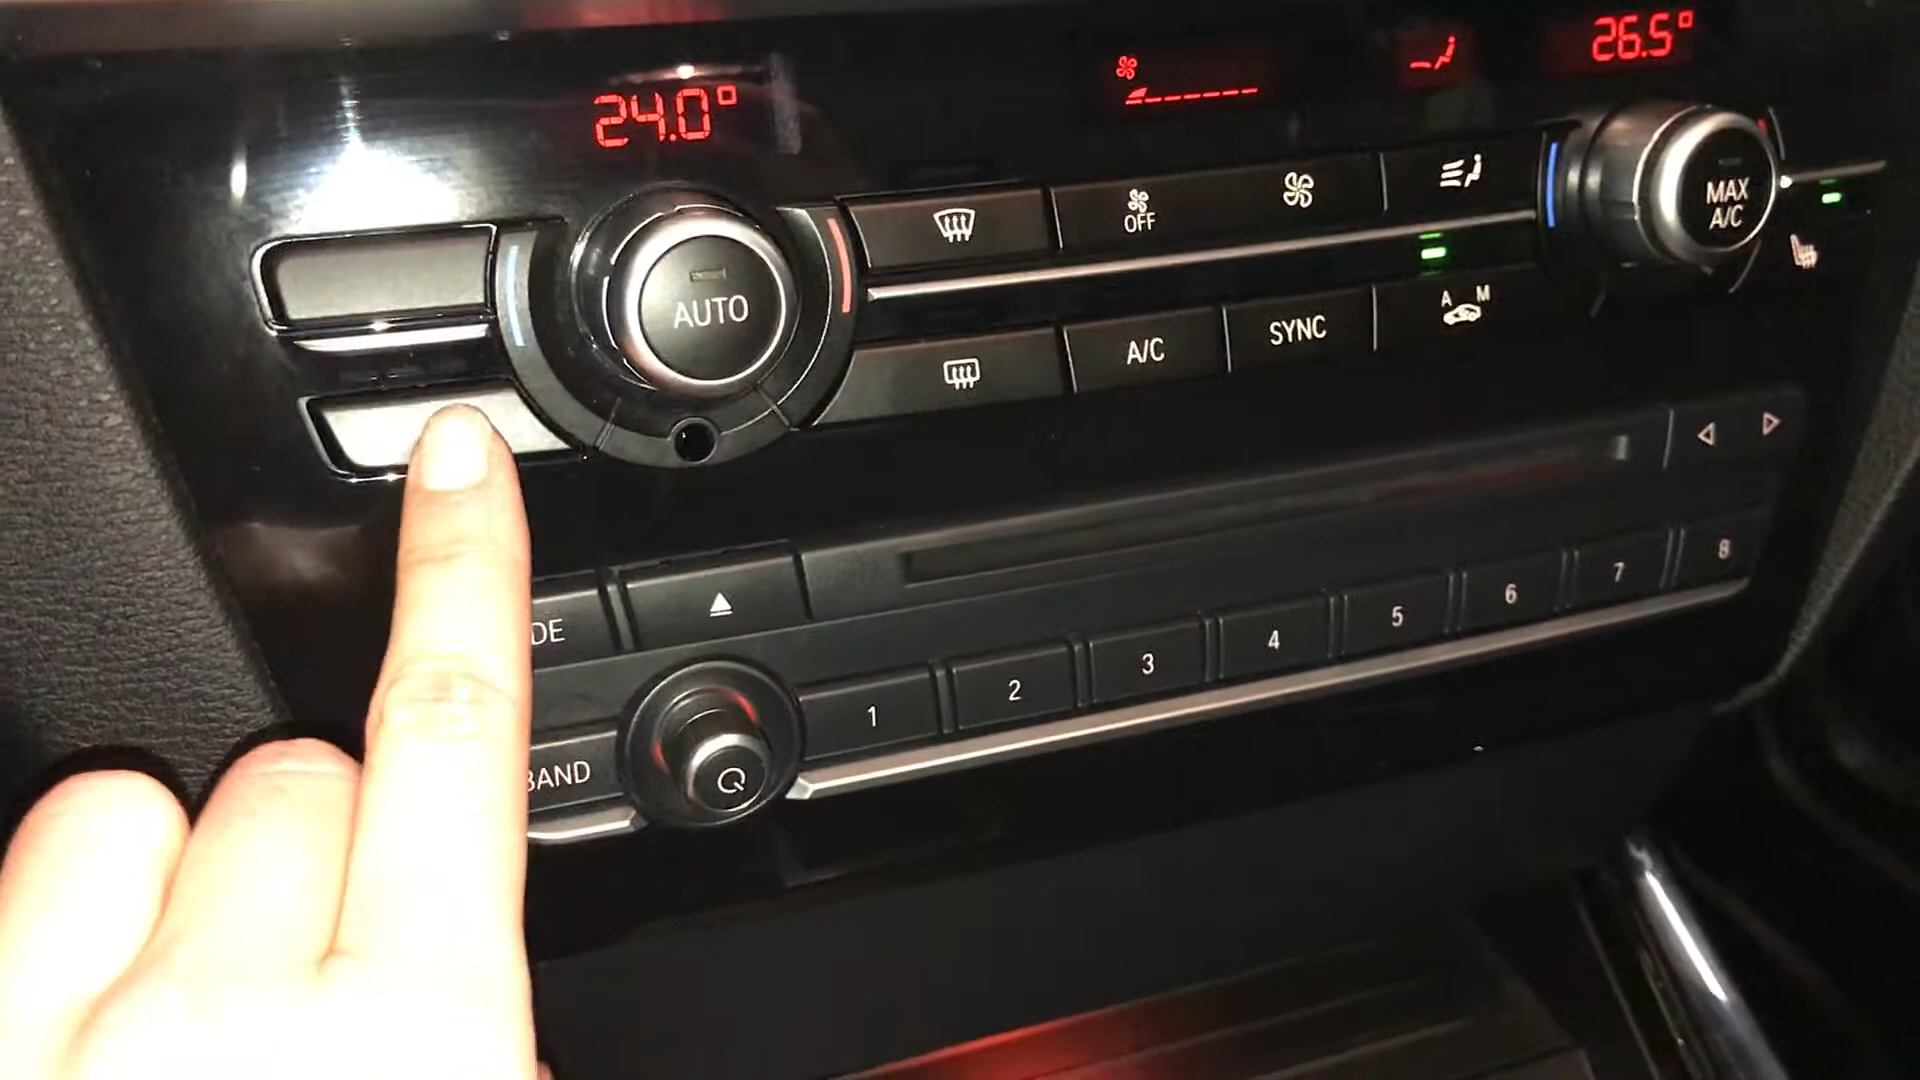 24.0°
26.5°
AUTO
OFF
MAX
A/C
A/C
SYNC
A M
DE
1 2 3 4 5 6 7 8
BAND